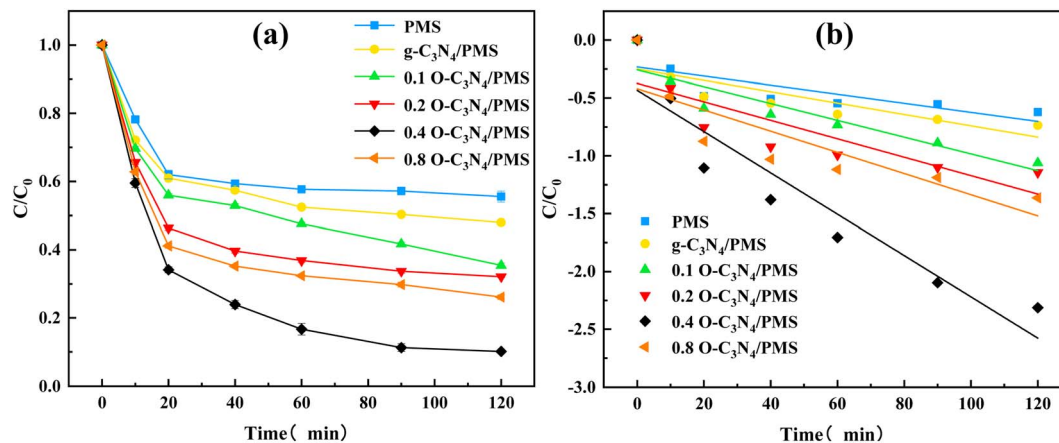 (a)
PMS
g-C₃N₄/PMS
0.1 O-C₃N₄/PMS
0.2 O-C₃N₄/PMS
0.4 O-C₃N₄/PMS
0.8 O-C₃N₄/PMS
C/C₀
1.0
0.8
0.6
0.4
0.2
0.0
0 20 40 60 80 100 120
Time( min)
(b)
C/C₀
0.0
-0.5
-1.0
-1.5
-2.0
-2.5
-3.0
PMS
g-C₃N₄/PMS
0.1 O-C₃N₄/PMS
0.2 O-C₃N₄/PMS
0.4 O-C₃N₄/PMS
0.8 O-C₃N₄/PMS
0 20 40 60 80 100 120
Time( min)